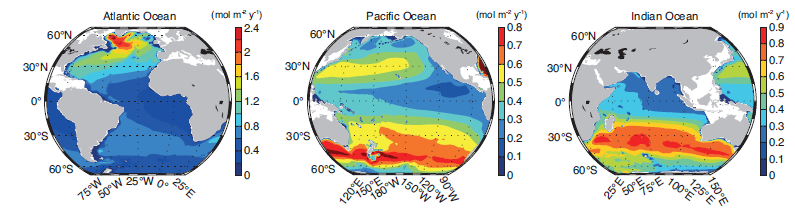 Atlantic Ocean (mol m⁻² y⁻¹)
60°N
30°N
0°
30°S
60°S
75°W 50°W 25°W 0° 25°E
2.4
2
1.6
1.2
0.8
0.4
0
Pacific Ocean (mol m⁻² y⁻¹)
60°N
30°N
0°
30°S
60°S
120°E 150°E 180°W 150°W 120°W 90°W
0.8
0.7
0.6
0.5
0.4
0.3
0.2
0.1
0
Indian Ocean (mol m⁻² y⁻¹)
60°N
30°N
0°
30°S
60°S
25°E 50°E 75°E 100°E 125°E 150°E
0.9
0.8
0.7
0.6
0.5
0.4
0.3
0.2
0.1
0